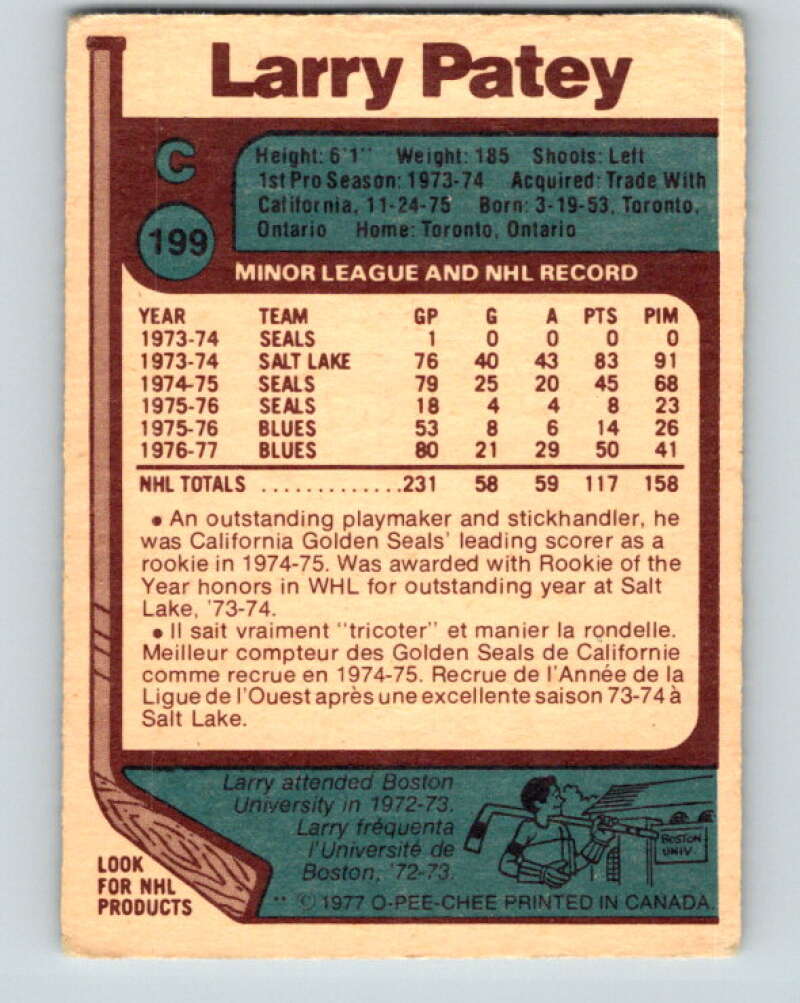 Larry Patey
C
199
Height: 6'1" Weight: 185 Shoots: Left
1st Pro Season: 1973-74 Acquired: Trade With
California, 11-24-75 Born: 3-19-53, Toronto,
Ontario Home: Toronto, Ontario
MINOR LEAGUE AND NHL RECORD
YEAR TEAM GP G A PTS PIM
1973-74 SEALS 1 0 0 0 0
1973-74 SALT LAKE 76 40 43 83 91
1974-75 SEALS 79 25 20 45 68
1975-76 SEALS 18 4 4 8 23
1975-76 BLUES 53 8 6 14 26
1976-77 BLUES 80 21 29 50 41
NHL TOTALS .............231 58 59 117 158
• An outstanding playmaker and stickhandler, he
was California Golden Seals' leading scorer as a
rookie in 1974-75. Was awarded with Rookie of the
Year honors in WHL for outstanding year at Salt
Lake, '73-74.
• Il sait vraiment "tricoter" et manier la rondelle.
Meilleur compteur des Golden Seals de Californie
comme recrue en 1974-75. Recrue de l'Année de la
Ligue de l'Ouest après une excellente saison 73-74 à
Salt Lake.
Larry attended Boston
University in 1972-73.
Larry fréquenta
l'Université de
Boston, '72-73.
BOSTON
UNIV.
LOOK
FOR NHL
PRODUCTS
** © 1977 O-PEE-CHEE PRINTED IN CANADA.